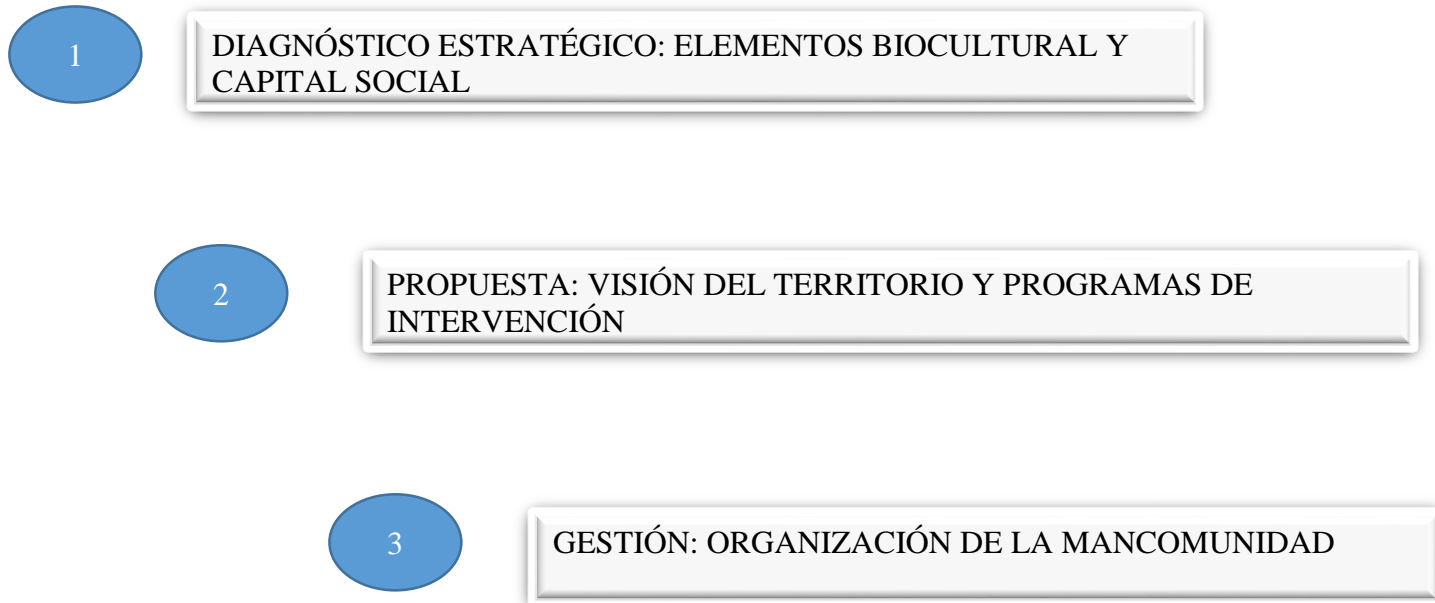 1
DIAGNÓSTICO ESTRATÉGICO: ELEMENTOS BIOCULTURAL Y
CAPITAL SOCIAL
2
PROPUESTA: VISIÓN DEL TERRITORIO Y PROGRAMAS DE
INTERVENCIÓN
3
GESTIÓN: ORGANIZACIÓN DE LA MANCOMUNIDAD